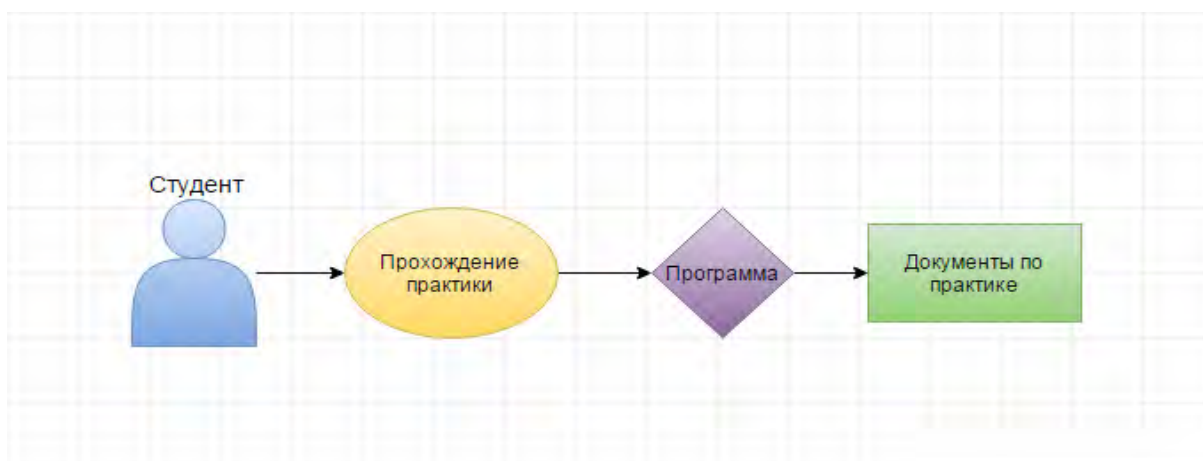 Студент
Прохождение
практики
Программа
Документы по
практике